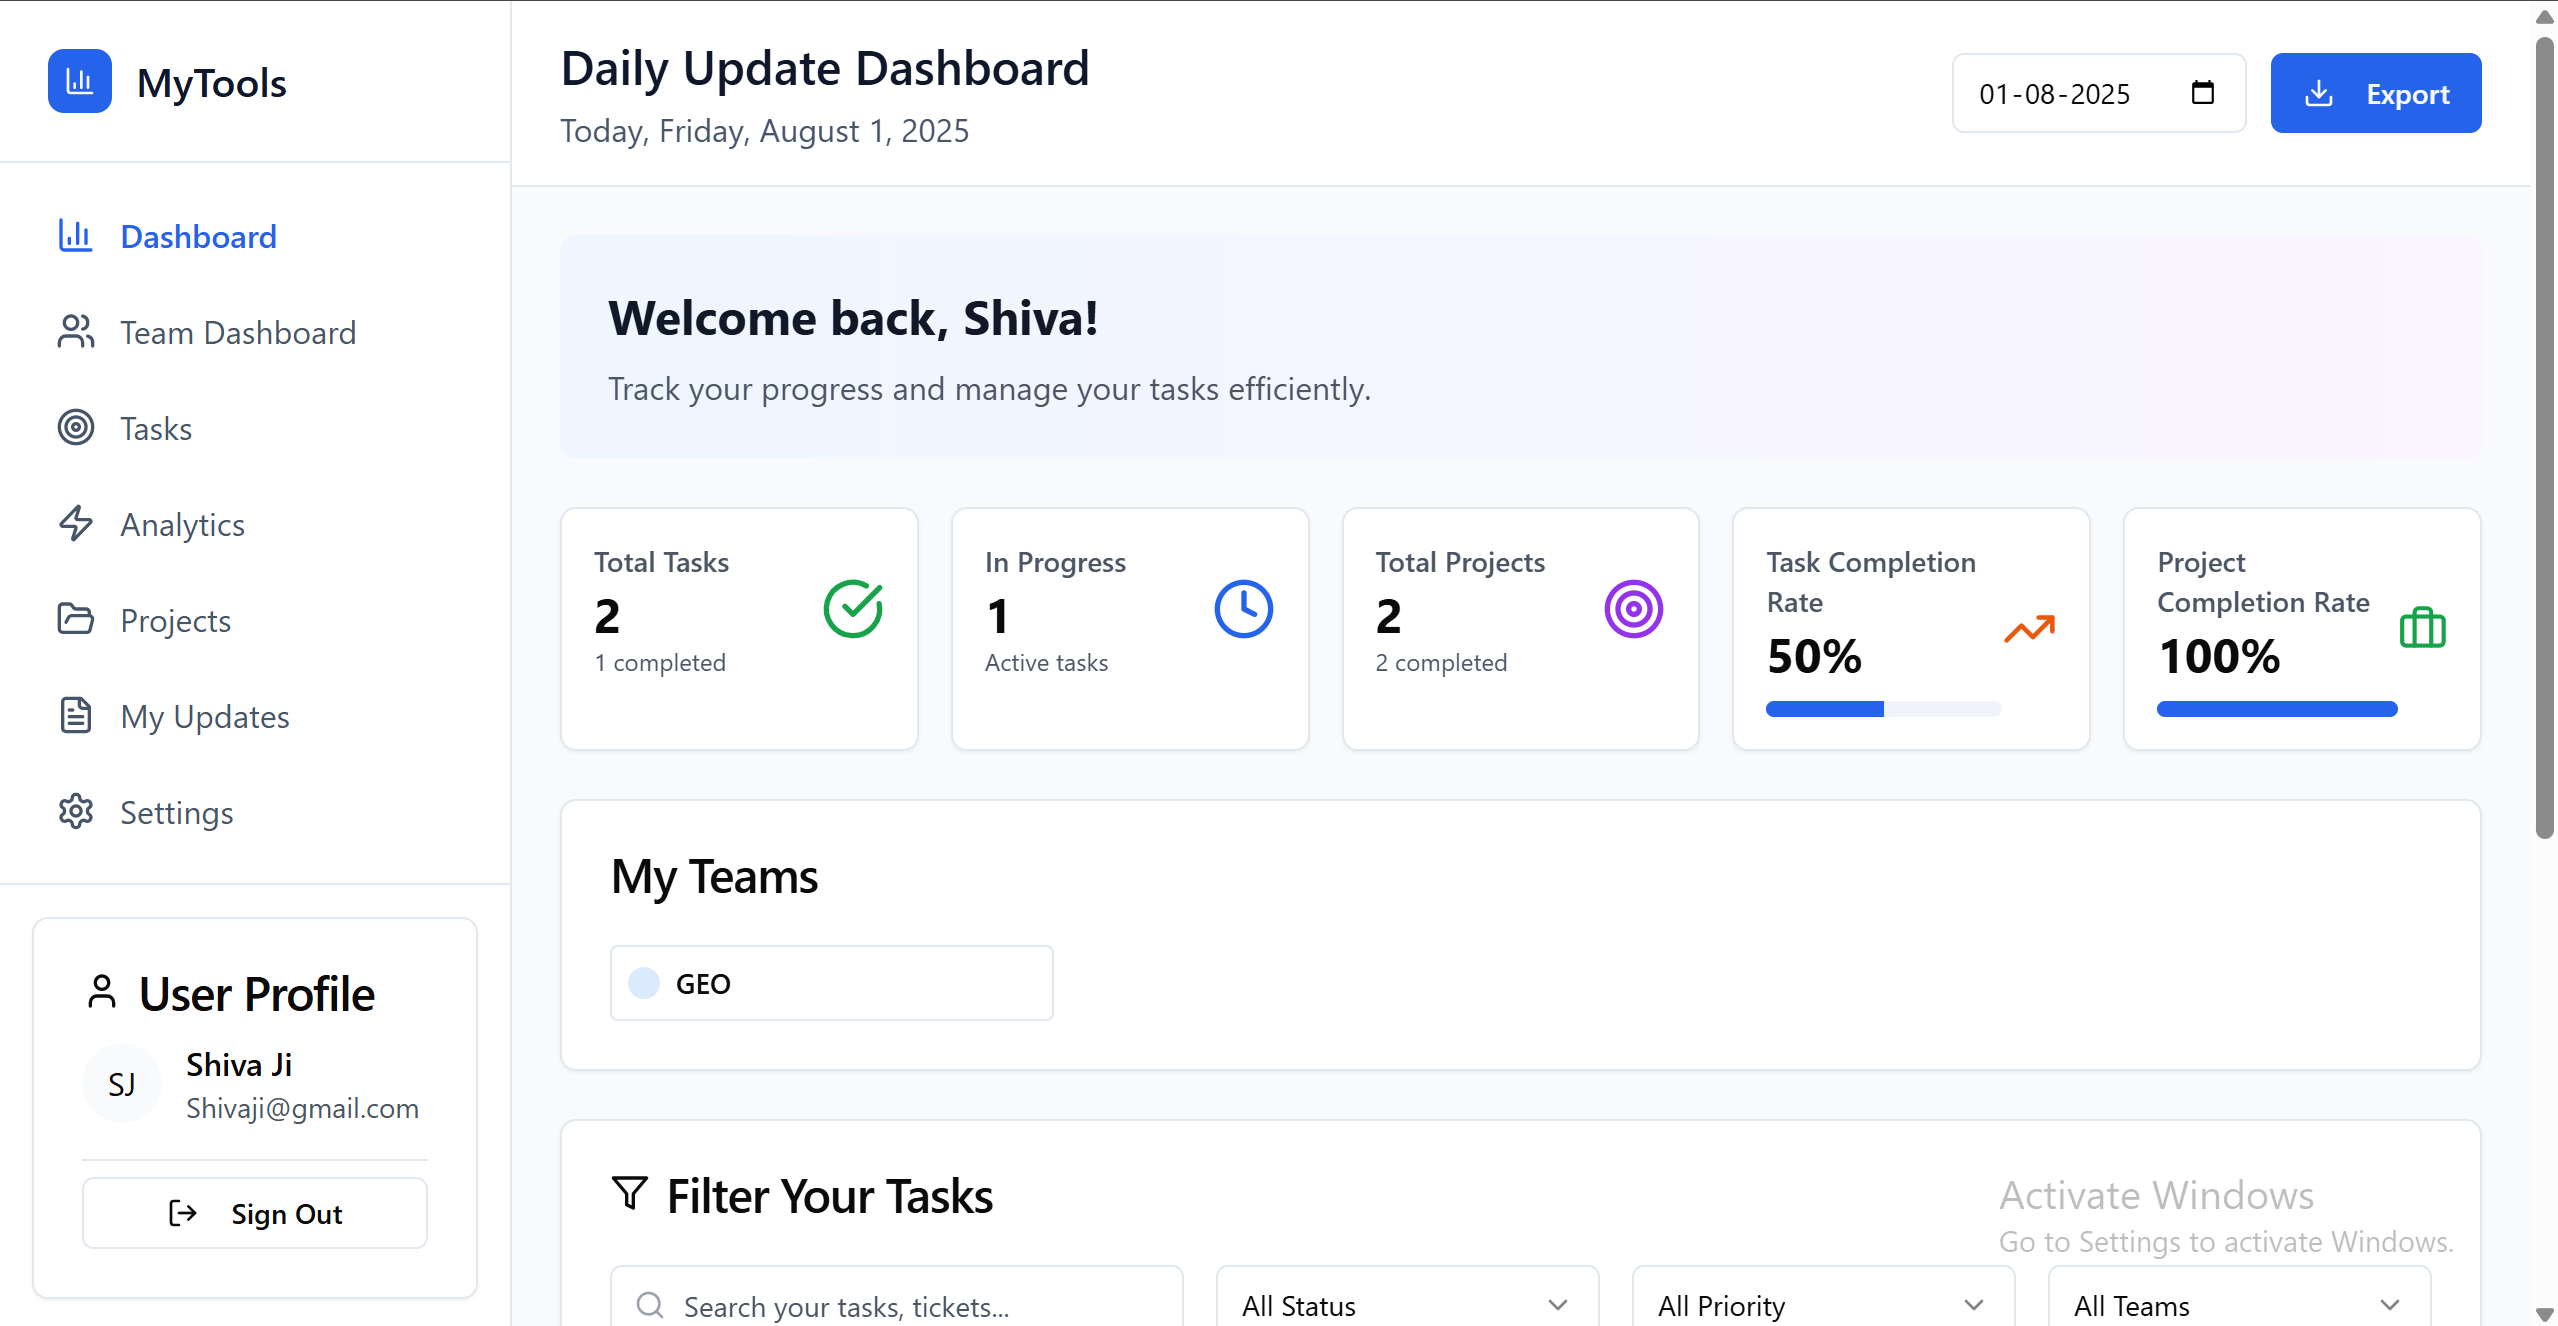 MyTools
Dashboard
Team Dashboard
Tasks
Analytics
Projects
My Updates
Settings
User Profile
SJ
Shiva Ji
Shivaji@gmail.com
Sign Out
Daily Update Dashboard
Today, Friday, August 1, 2025
01-08-2025
Export
Welcome back, Shiva!
Track your progress and manage your tasks efficiently.
Total Tasks
2
1 completed
In Progress
1
Active tasks
Total Projects
2
2 completed
Task Completion
Rate
50%
Project
Completion Rate
100%
My Teams
GEO
Filter Your Tasks
Search your tasks, tickets...
All Status
All Priority
All Teams
Activate Windows
Go to Settings to activate Windows.